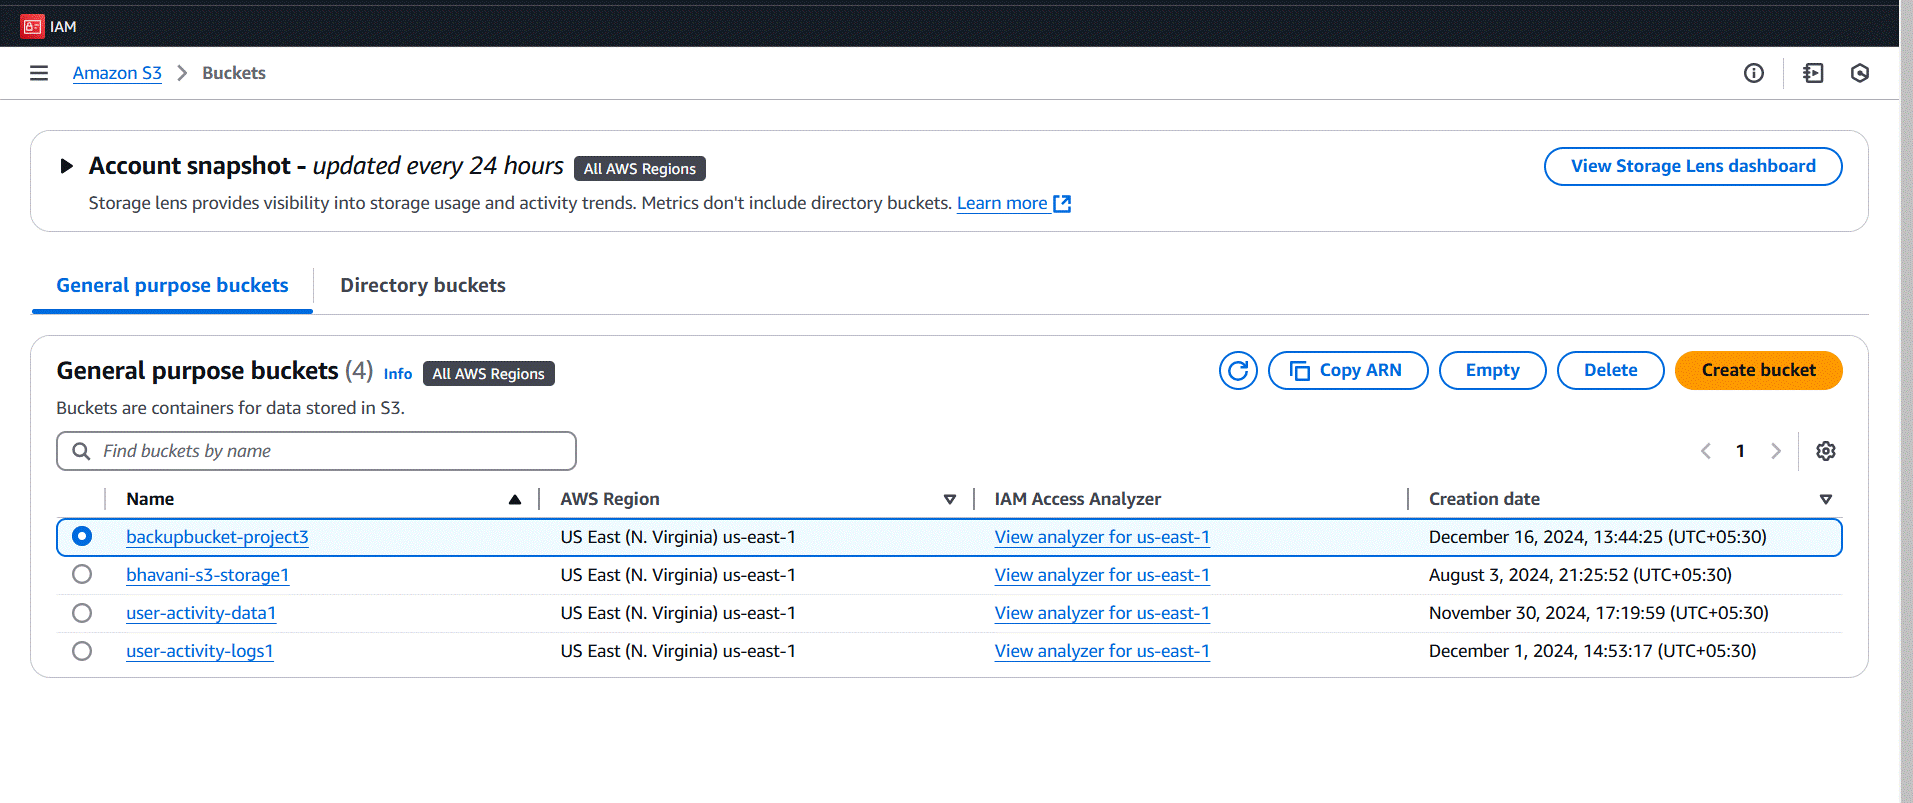 IAM
Amazon S3 > Buckets
Account snapshot - updated every 24 hours All AWS Regions
View Storage Lens dashboard
Storage lens provides visibility into storage usage and activity trends. Metrics don't include directory buckets. Learn more
General purpose buckets Directory buckets
General purpose buckets (4) Info All AWS Regions
Copy ARN Empty Delete Create bucket
Buckets are containers for data stored in S3.
Find buckets by name
1
Name AWS Region IAM Access Analyzer Creation date
backupbucket-project3 US East (N. Virginia) us-east-1 View analyzer for us-east-1 December 16, 2024, 13:44:25 (UTC+05:30)
bhavani-s3-storage1 US East (N. Virginia) us-east-1 View analyzer for us-east-1 August 3, 2024, 21:25:52 (UTC+05:30)
user-activity-data1 US East (N. Virginia) us-east-1 View analyzer for us-east-1 November 30, 2024, 17:19:59 (UTC+05:30)
user-activity-logs1 US East (N. Virginia) us-east-1 View analyzer for us-east-1 December 1, 2024, 14:53:17 (UTC+05:30)